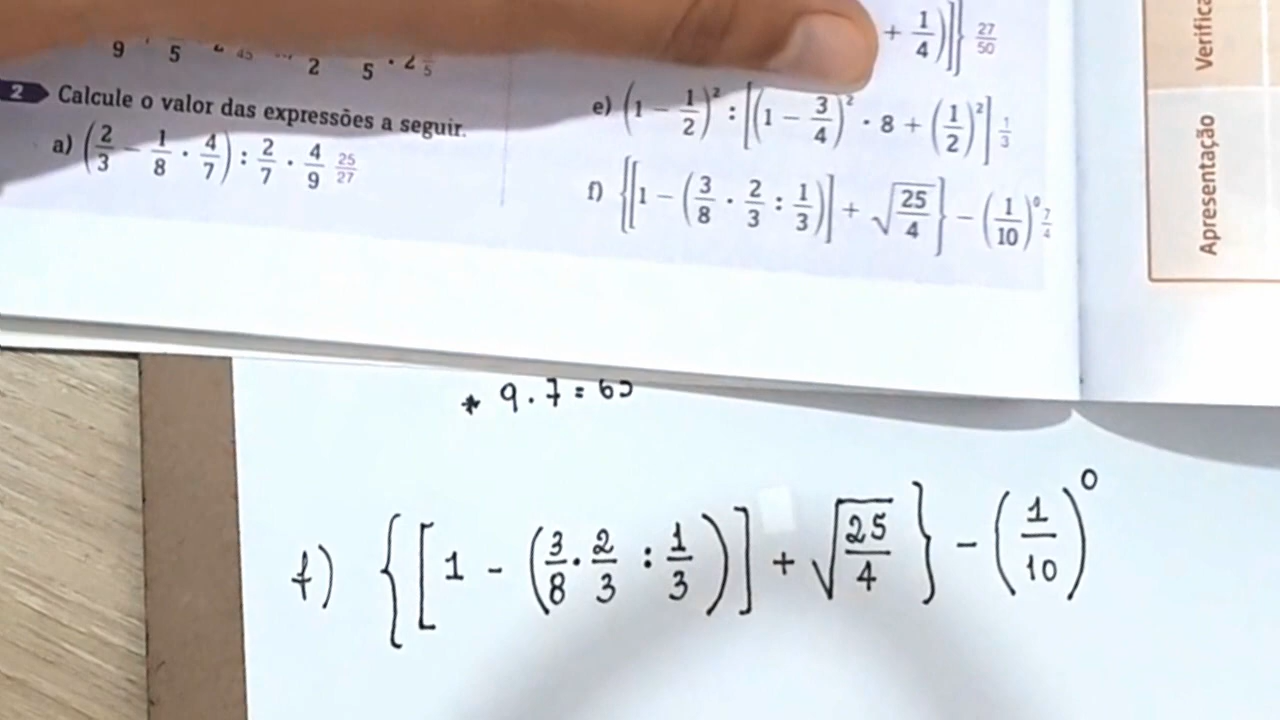 9 5 45 2 5 · 2 5
2 Calcule o valor das expressões a seguir.
a) (2/3 − 1/8 · 4/7) : 2/7 · 4/9 25/27
+ 1/4)]} 27/50
e) (1 − 1/2)² : [(1 − 3/4)² · 8 + (1/2)²] 1/3
f) {[1 − (3/8 · 2/3 : 1/3)] + √(25/4)} − (1/10)⁰ 7/4
Verifica
Apresentação
* 9 . 7 = 63
f) {[1 - (3/8 · 2/3 : 1/3)] + √(25/4)} - (1/10)⁰